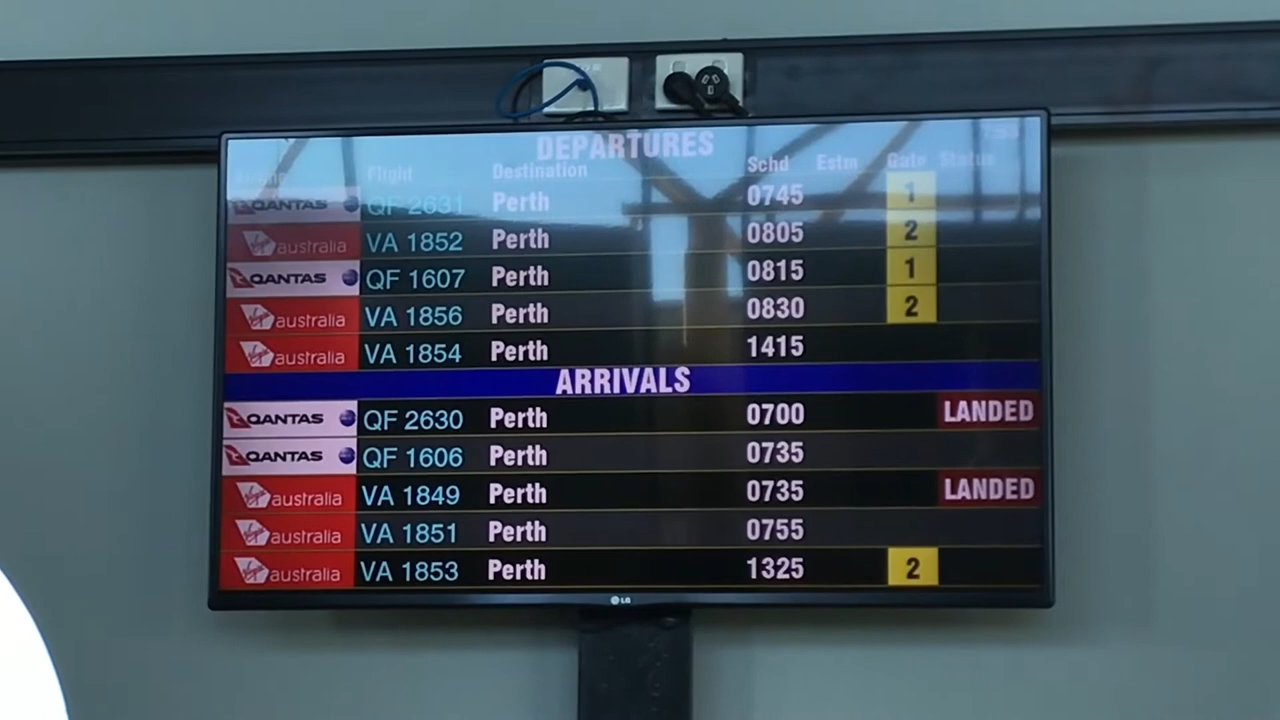 DEPARTURES
Flight Destination Schd Estm Gate Status
QANTAS QF 2631 Perth 0745 1
Virgin australia VA 1852 Perth 0805 2
QANTAS QF 1607 Perth 0815 1
Virgin australia VA 1856 Perth 0830 2
Virgin australia VA 1854 Perth 1415
ARRIVALS
QANTAS QF 2630 Perth 0700 LANDED
QANTAS QF 1606 Perth 0735
Virgin australia VA 1849 Perth 0735 LANDED
Virgin australia VA 1851 Perth 0755
Virgin australia VA 1853 Perth 1325 2
LG